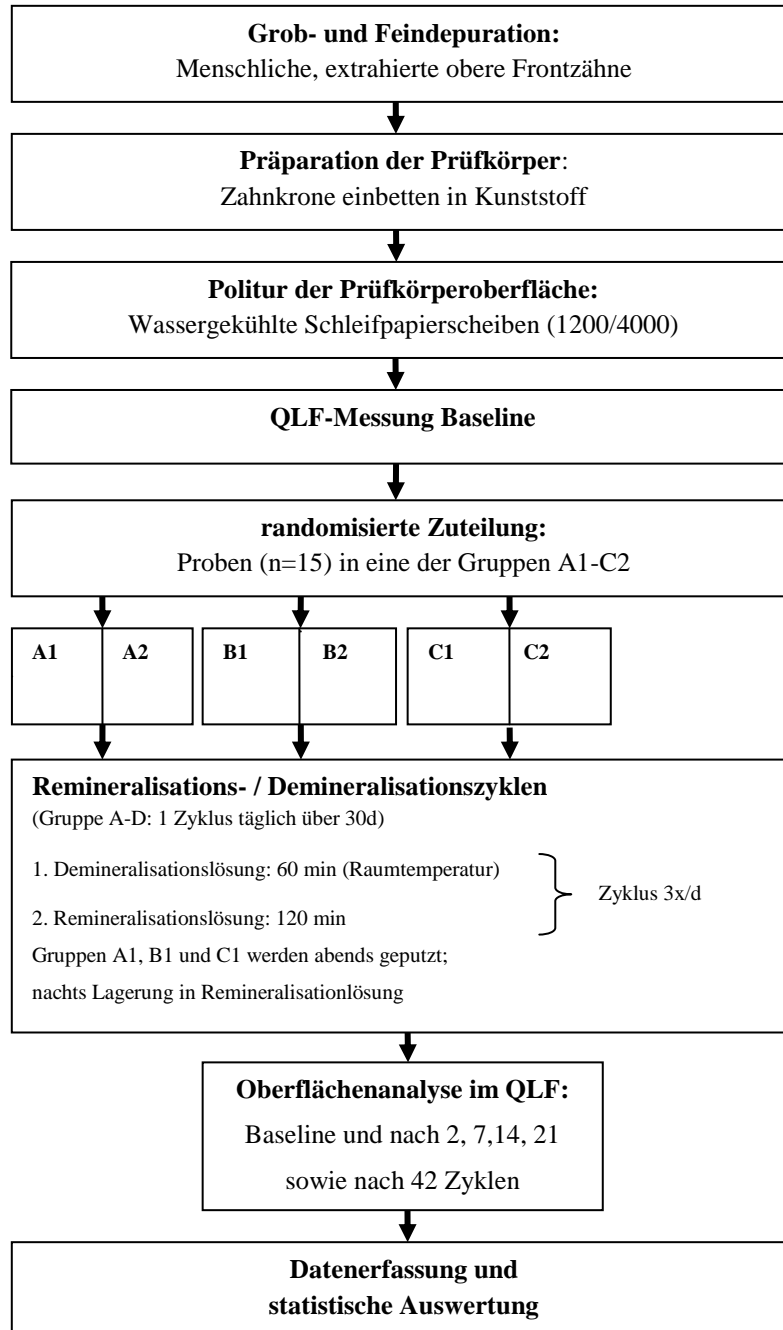 Grob- und Feindepuration:
Menschliche, extrahierte obere Frontzähne
Präparation der Prüfkörper:
Zahnkrone einbetten in Kunststoff
Politur der Prüfkörperoberfläche:
Wassergekühlte Schleifpapierscheiben (1200/4000)
QLF-Messung Baseline
randomisierte Zuteilung:
Proben (n=15) in eine der Gruppen A1-C2
A1 A2 B1 B2 C1 C2
Remineralisations- / Demineralisationszyklen
(Gruppe A-D: 1 Zyklus täglich über 30d)
1. Demineralisationslösung: 60 min (Raumtemperatur)
Zyklus 3x/d
2. Remineralisationslösung: 120 min
Gruppen A1, B1 und C1 werden abends geputzt;
nachts Lagerung in Remineralisationlösung
Oberflächenanalyse im QLF:
Baseline und nach 2, 7,14, 21
sowie nach 42 Zyklen
Datenerfassung und
statistische Auswertung